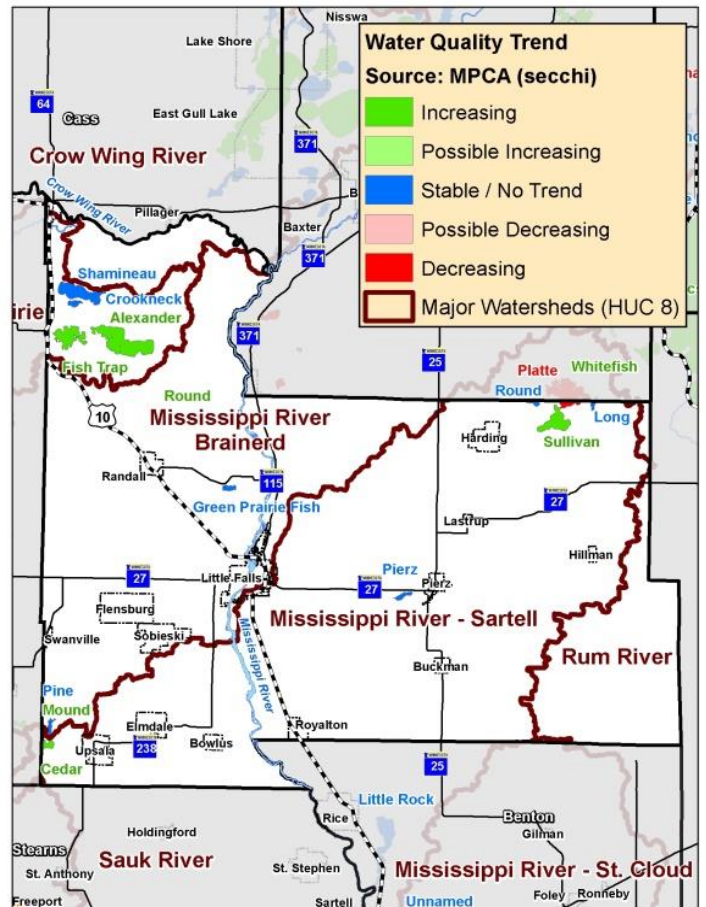 Nisswa
Lake Shore
64
Cass
East Gull Lake
371
Crow Wing River
Crow Wing River
Pillager
Baxter
371
Water Quality Trend
Source: MPCA (secchi)
Increasing
Possible Increasing
Stable / No Trend
Possible Decreasing
Decreasing
Major Watersheds (HUC 8)
Shamineau
Crookneck
Alexander
irie
Fish Trap
371
25
Platte
Whitefish
Round
Long
Sullivan
Round
10
Mississippi River
Brainerd
Harding
Randall
115
27
Green Prairie Fish
Lastrup
Hillman
27
Little Falls
Pierz
27
Pierz
Flensburg
Sobieski
Swanville
Mississippi River
Mississippi River - Sartell
Rum River
Buckman
Pine
Mound
Elmdale
Royalton
Upsala
238
Bowlus
Cedar
25
Little Rock
Rice
Benton
Gilman
Holdingford
Stearns
Sauk River
St. Anthony
St. Stephen
Mississippi River - St. Cloud
Freeport
Sartell
Unnamed
Foley
Ronneby